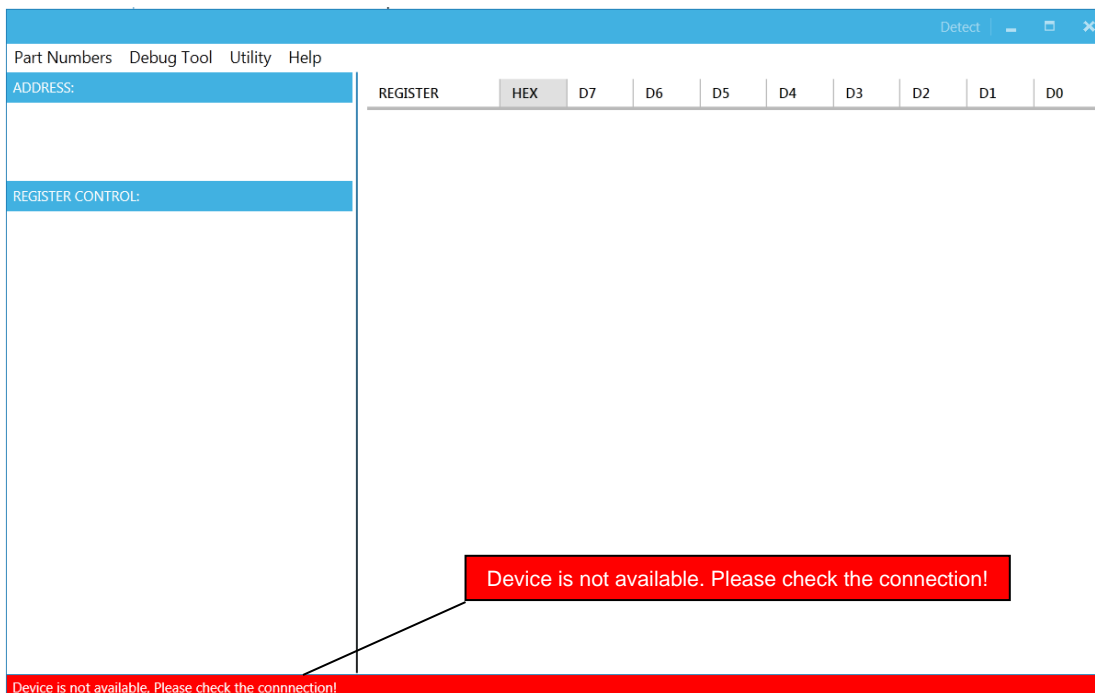 Detect
Part Numbers Debug Tool Utility Help
ADDRESS:
REGISTER HEX D7 D6 D5 D4 D3 D2 D1 D0
REGISTER CONTROL:
Device is not available. Please check the connection!
Device is not available. Please check the connnection!